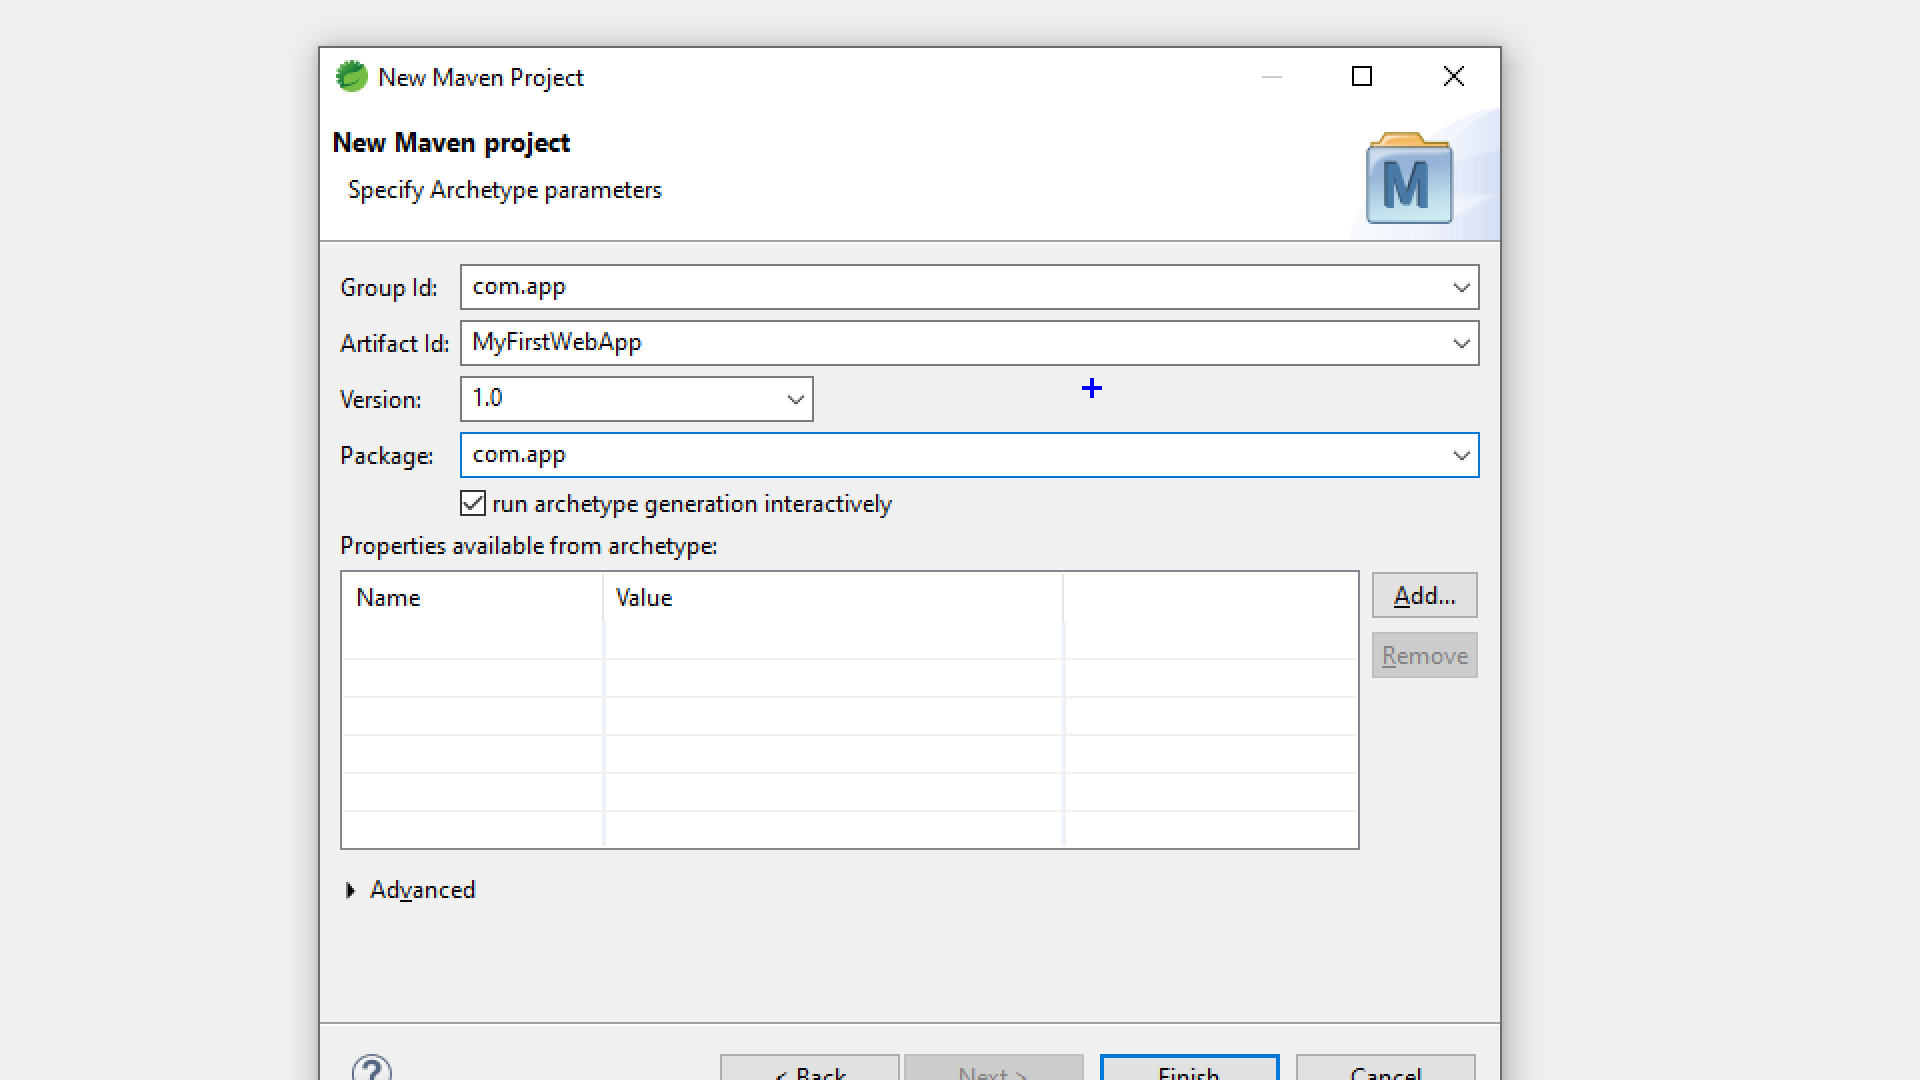 New Maven Project
New Maven project
Specify Archetype parameters
M
Group Id: com.app
Artifact Id: MyFirstWebApp
Version: 1.0
Package: com.app
run archetype generation interactively
Properties available from archetype:
Name Value
Add...
Remove
Advanced
? < Back Next > Finish Cancel